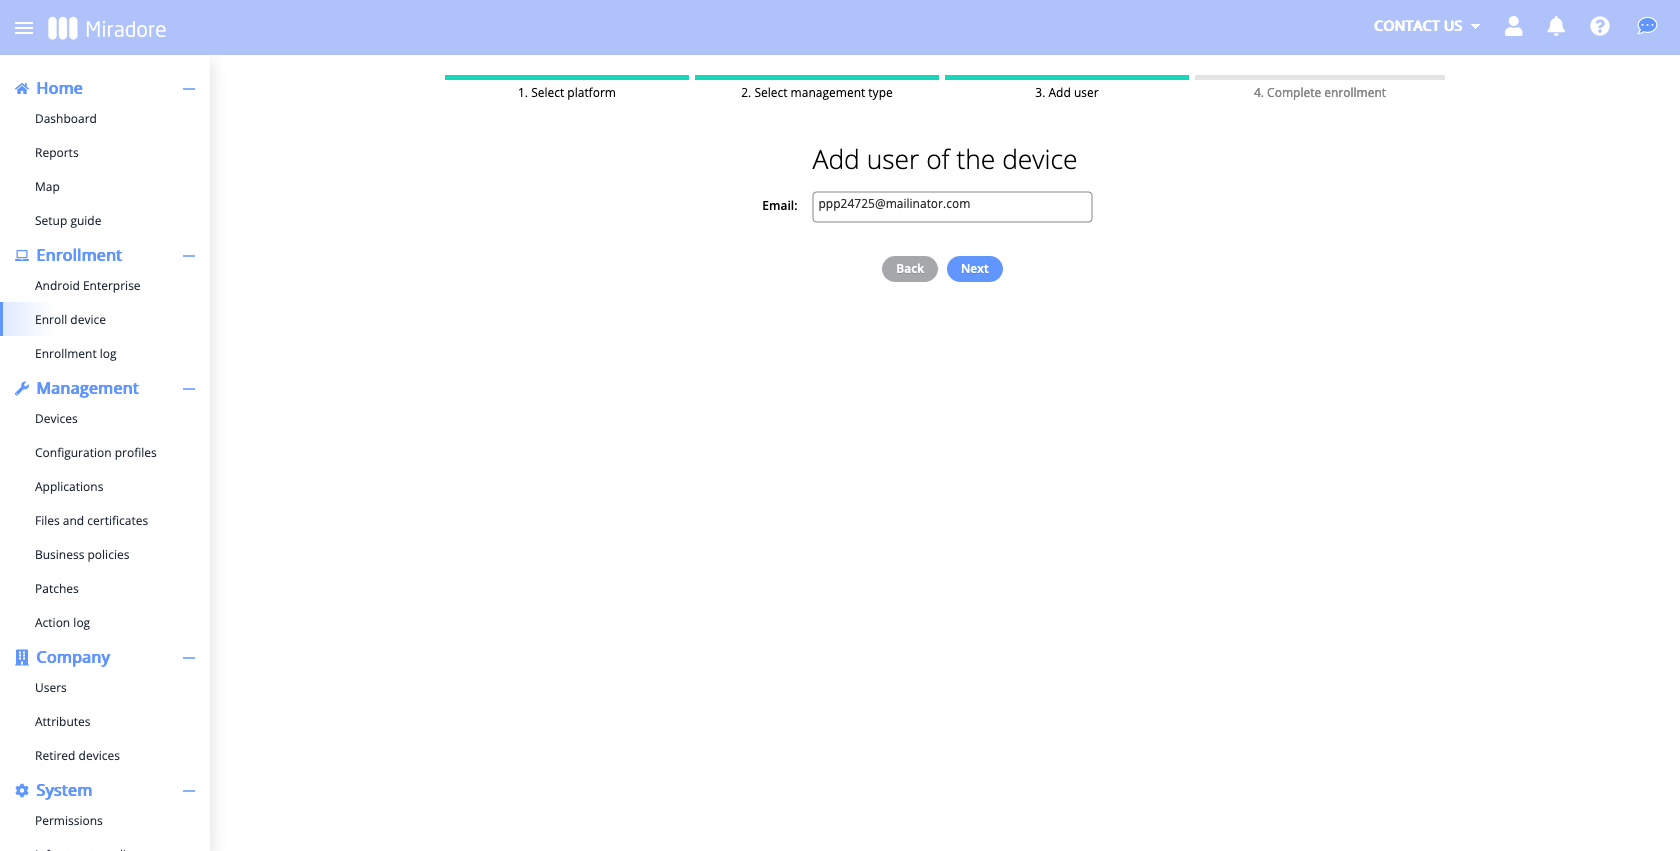 Miradore
CONTACT US
Home
Dashboard
Reports
Map
Setup guide
Enrollment
Android Enterprise
Enroll device
Enrollment log
Management
Devices
Configuration profiles
Applications
Files and certificates
Business policies
Patches
Action log
Company
Users
Attributes
Retired devices
System
Permissions
1. Select platform
2. Select management type
3. Add user
4. Complete enrollment
Add user of the device
Email: ppp24725@mailinator.com
Back Next